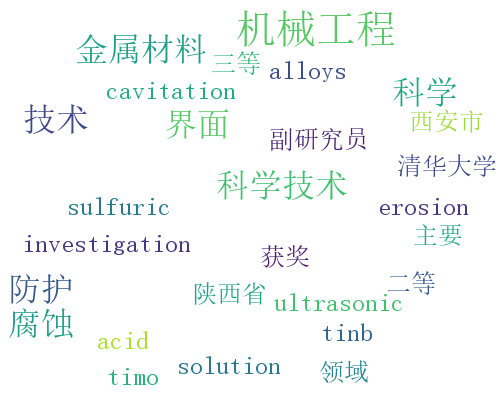 机械工程
金属材料
三等
alloys
cavitation
科学
技术
界面
西安市
副研究员
清华大学
科学技术
sulfuric
erosion
主要
investigation
获奖
防护
陕西省
二等
ultrasonic
腐蚀
tinb
acid
solution
领域
timo